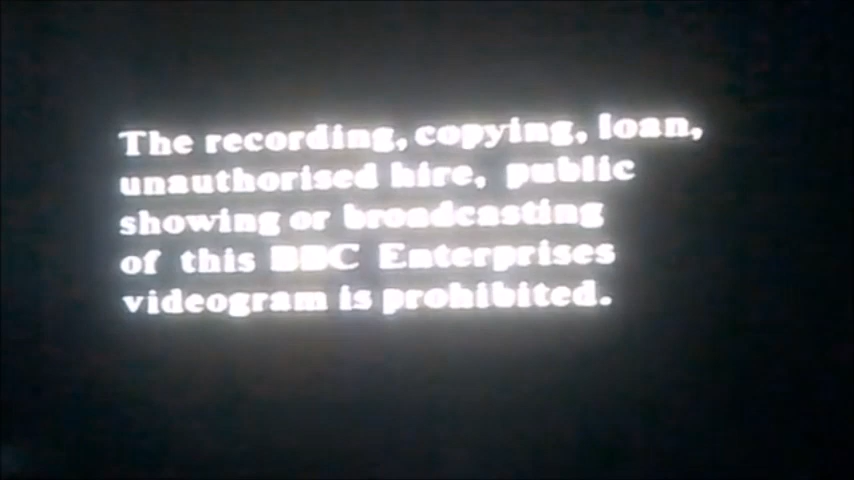 The recording, copying, loan,
unauthorised hire, public
showing or broadcasting
of this BBC Enterprises
videogram is prohibited.